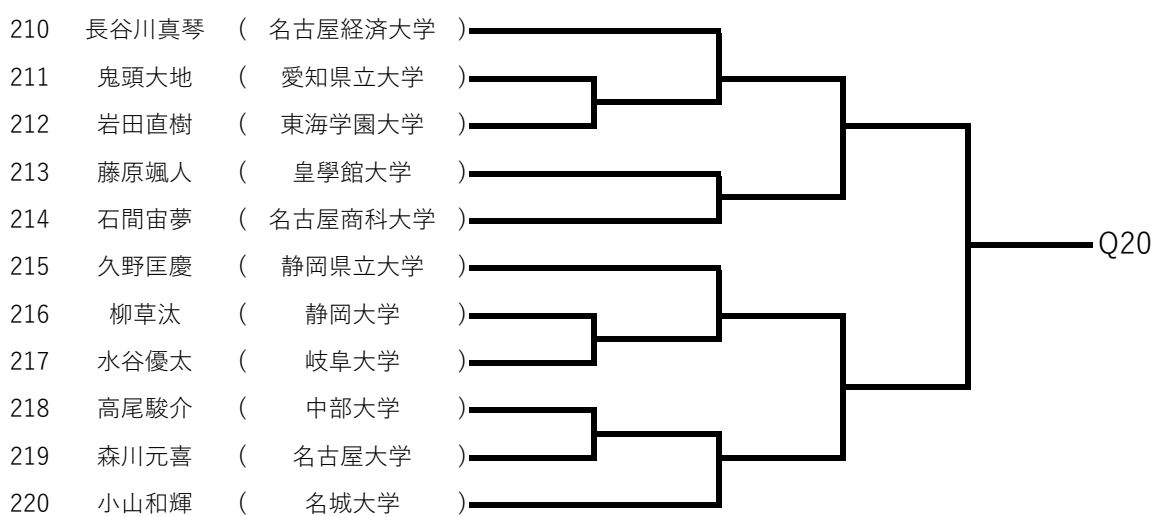 210 長谷川真琴 ( 名古屋経済大学 )
211 鬼頭大地 ( 愛知県立大学 )
212 岩田直樹 ( 東海学園大学 )
213 藤原颯人 ( 皇學館大学 )
214 石間宙夢 ( 名古屋商科大学 )
Q20
215 久野匡慶 ( 静岡県立大学 )
216 柳草汰 ( 静岡大学 )
217 水谷優太 ( 岐阜大学 )
218 高尾駿介 ( 中部大学 )
219 森川元喜 ( 名古屋大学 )
220 小山和輝 ( 名城大学 )